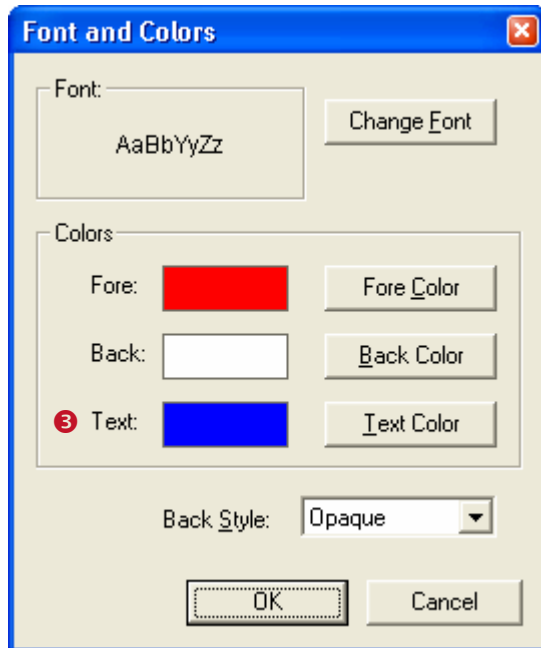 Font and Colors
Font:
AaBbYyZz
Change Font
Colors
Fore:
Fore Color
Back:
Back Color
3 Text:
Text Color
Back Style:
Opaque
OK
Cancel